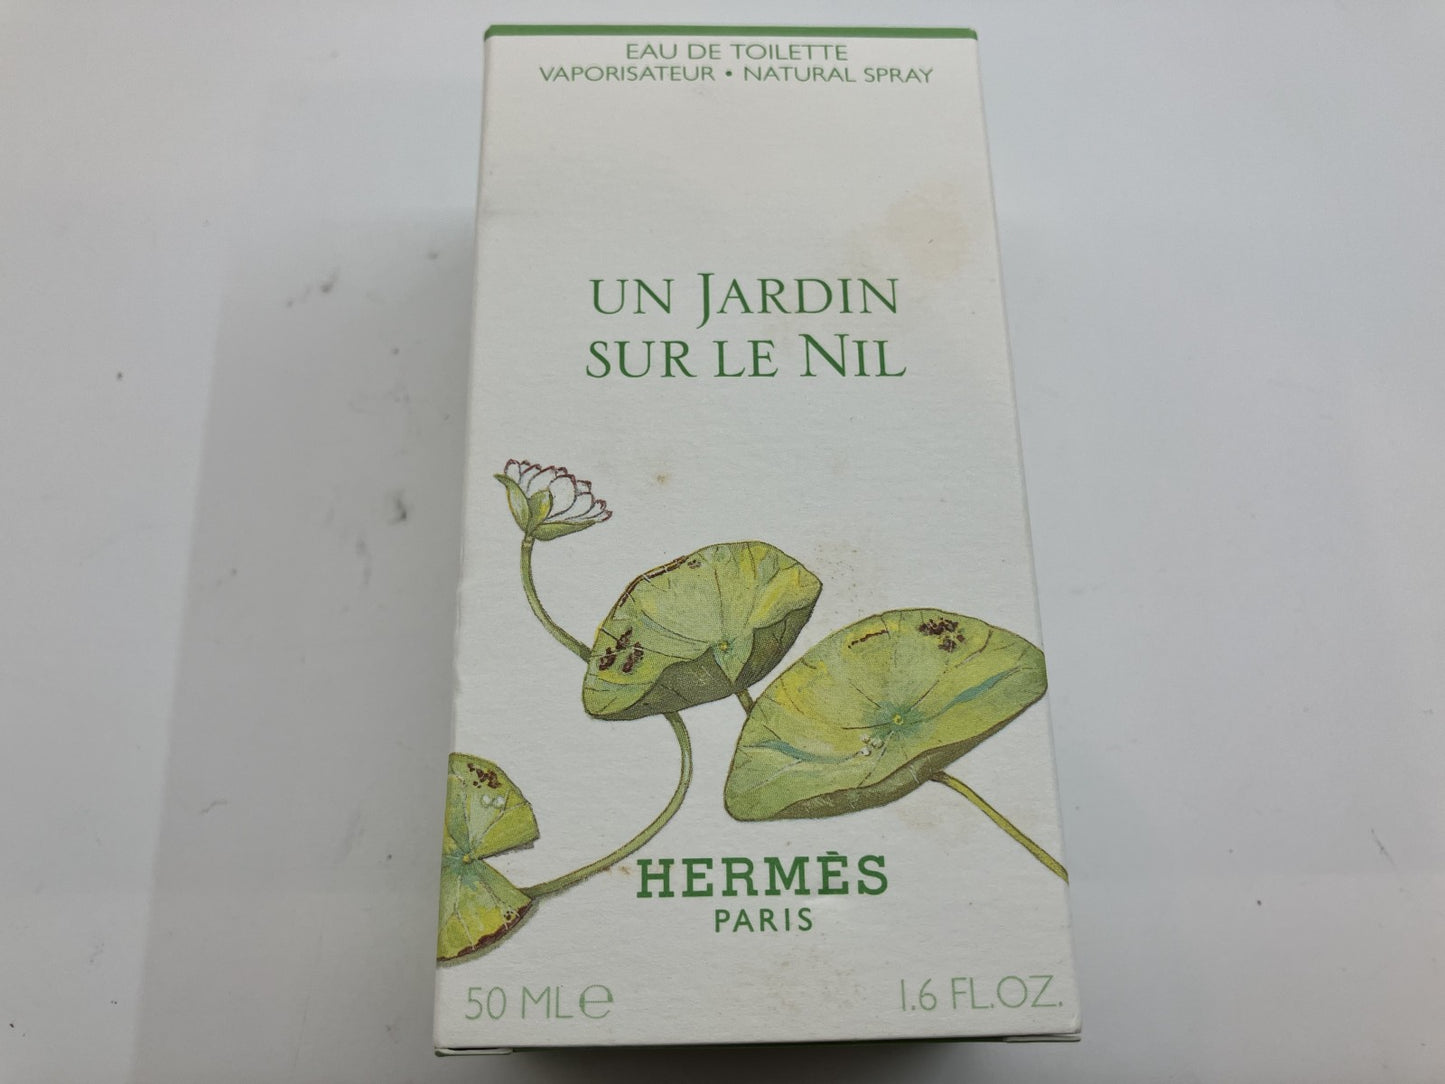 EAU DE TOILETTE
VAPORISATEUR • NATURAL SPRAY
UN JARDIN
SUR LE NIL
HERMÈS
PARIS
50 ML℮
1.6 FL.OZ.